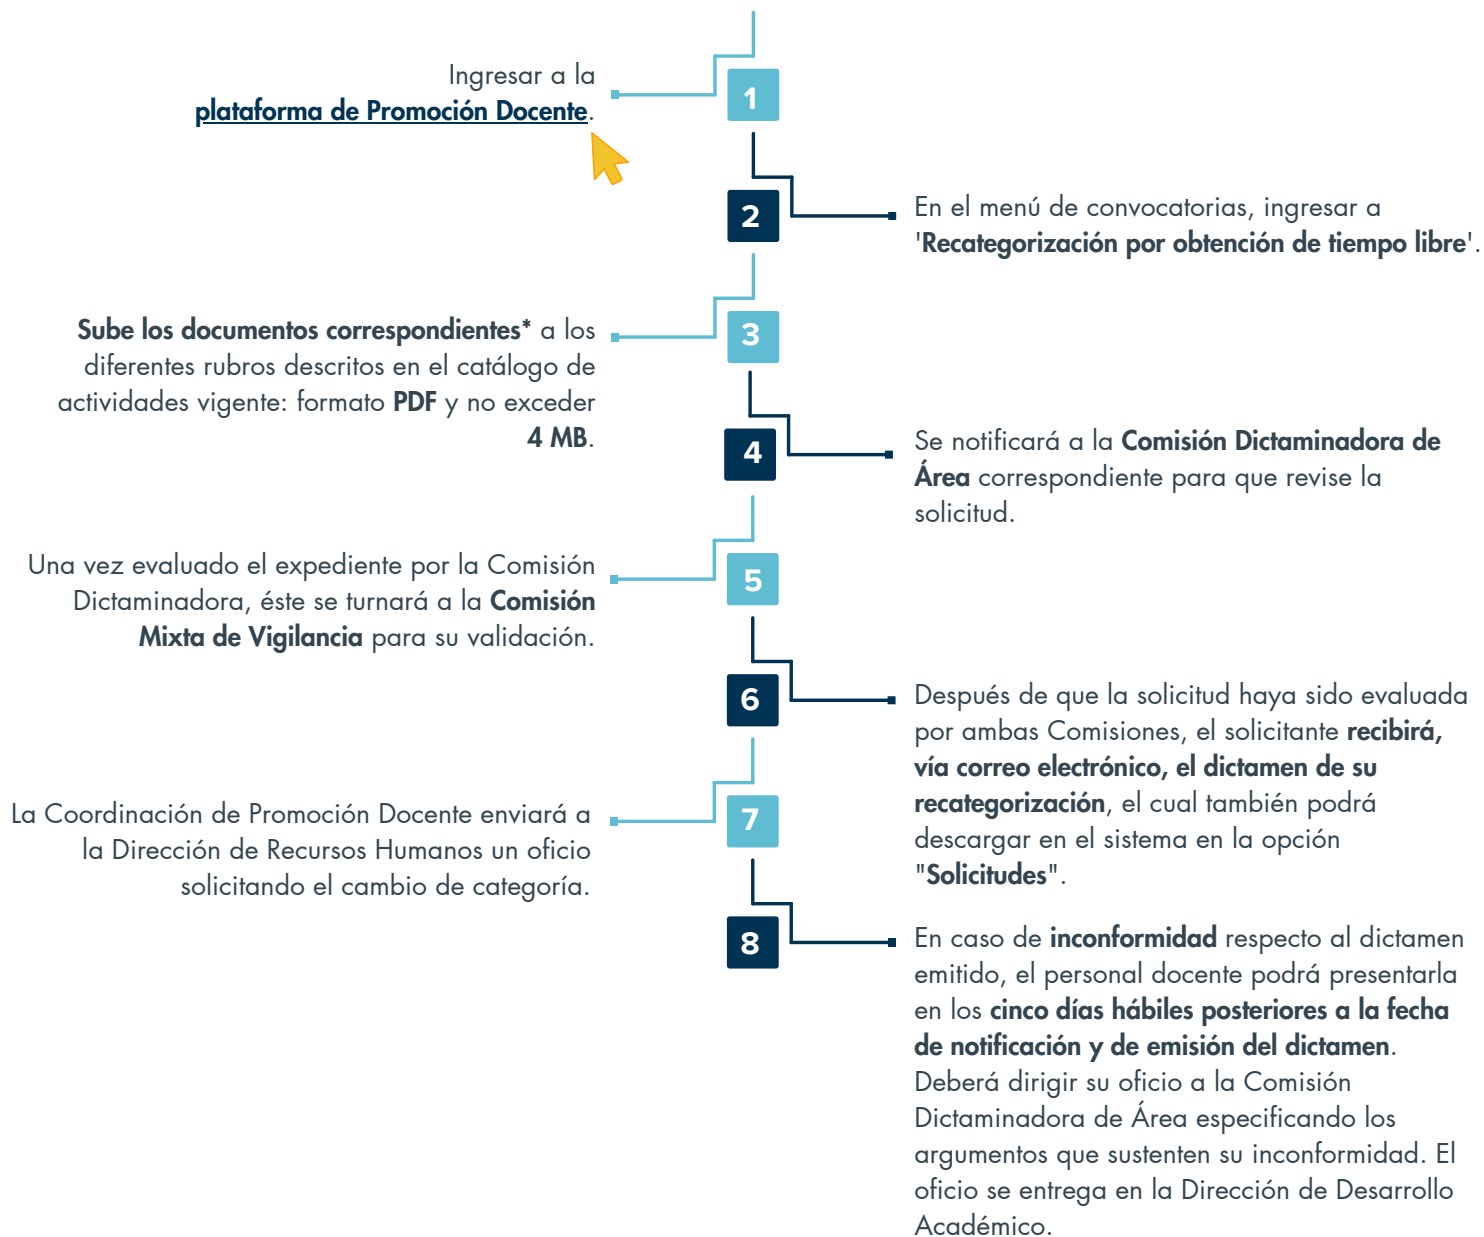 1
Ingresar a la
plataforma de Promoción Docente.
2
En el menú de convocatorias, ingresar a
'Recategorización por obtención de tiempo libre'.
3
Sube los documentos correspondientes* a los
diferentes rubros descritos en el catálogo de
actividades vigente: formato PDF y no exceder
4 MB.
4
Se notificará a la Comisión Dictaminadora de
Área correspondiente para que revise la
solicitud.
5
Una vez evaluado el expediente por la Comisión
Dictaminadora, éste se turnará a la Comisión
Mixta de Vigilancia para su validación.
6
Después de que la solicitud haya sido evaluada
por ambas Comisiones, el solicitante recibirá,
vía correo electrónico, el dictamen de su
recategorización, el cual también podrá
descargar en el sistema en la opción
"Solicitudes".
7
La Coordinación de Promoción Docente enviará a
la Dirección de Recursos Humanos un oficio
solicitando el cambio de categoría.
8
En caso de inconformidad respecto al dictamen
emitido, el personal docente podrá presentarla
en los cinco días hábiles posteriores a la fecha
de notificación y de emisión del dictamen.
Deberá dirigir su oficio a la Comisión
Dictaminadora de Área especificando los
argumentos que sustenten su inconformidad. El
oficio se entrega en la Dirección de Desarrollo
Académico.